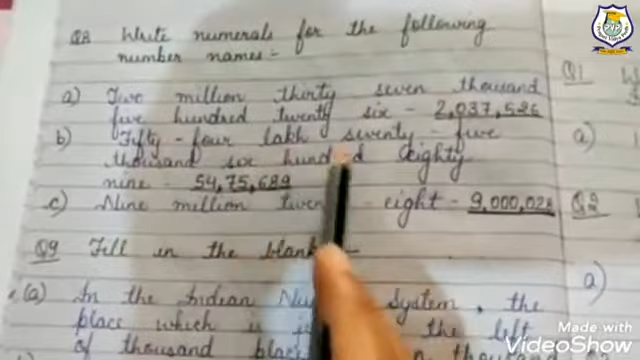 Q8 Write numerals for the following
number names:-
a) Two million thirty seven thousand
five hundred twenty six - 2,037,526
b) Fifty - four lakh seventy - five
thousand six hundred eighty
nine - 54,75,689
c) Nine million - eight - 9,000,028
Q9 Fill in the blanks -
(a) In the Indian System, the
place which is the left
of thousand place
Q1
a)
Q2
a)
Made with
VideoShow